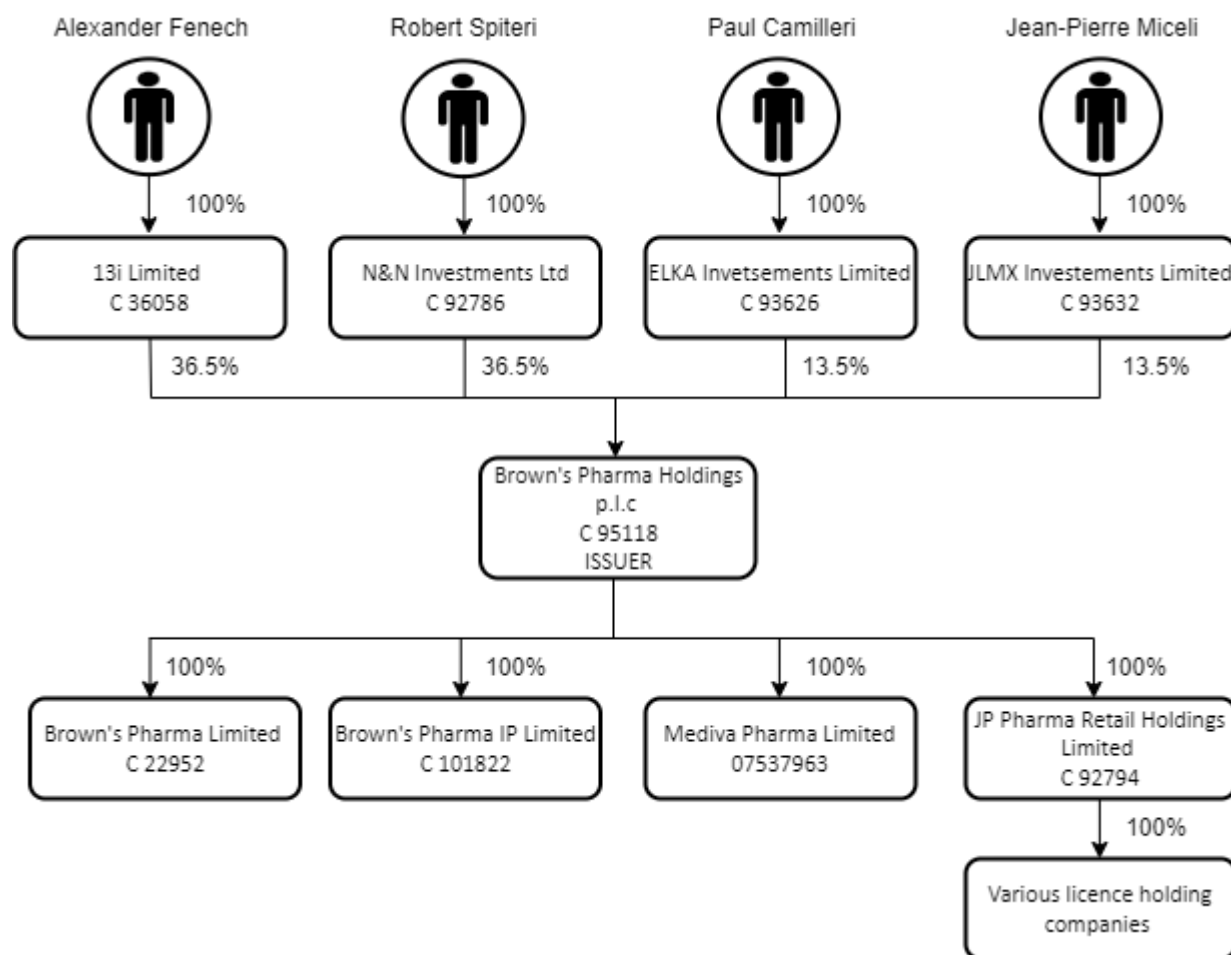 Alexander Fenech
Robert Spiteri
Paul Camilleri
Jean-Pierre Miceli
100%
100%
100%
100%
13i Limited
C 36058
N&N Investments Ltd
C 92786
ELKA Invetsements Limited
C 93626
JLMX Investements Limited
C 93632
36.5%
36.5%
13.5%
13.5%
Brown's Pharma Holdings
p.l.c
C 95118
ISSUER
100%
100%
100%
100%
Brown's Pharma Limited
C 22952
Brown's Pharma IP Limited
C 101822
Mediva Pharma Limited
07537963
JP Pharma Retail Holdings
Limited
C 92794
100%
Various licence holding
companies